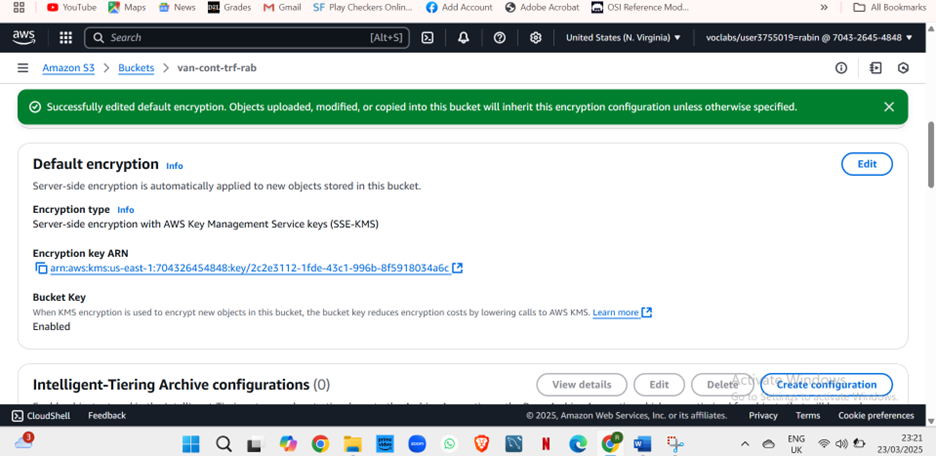 YouTube Maps News Grades Gmail Play Checkers Onlin... Add Account Adobe Acrobat OSI Reference Mod... » All Bookmarks
aws Search [Alt+S] United States (N. Virginia) ▼ voclabs/user3755019=rabin @ 7043-2645-4848 ▼
Amazon S3 > Buckets > van-cont-trf-rab
Successfully edited default encryption. Objects uploaded, modified, or copied into this bucket will inherit this encryption configuration unless otherwise specified.
Default encryption Info Edit
Server-side encryption is automatically applied to new objects stored in this bucket.
Encryption type Info
Server-side encryption with AWS Key Management Service keys (SSE-KMS)
Encryption key ARN
arn:aws:kms:us-east-1:704326454848:key/2c2e3112-1fde-43c1-996b-8f5918034a6c
Bucket Key
When KMS encryption is used to encrypt new objects in this bucket, the bucket key reduces encryption costs by lowering calls to AWS KMS. Learn more
Enabled
Intelligent-Tiering Archive configurations (0) View details Edit Delete Create configuration
Activate Windows
Go to Settings to activate Windows.
CloudShell Feedback © 2025, Amazon Web Services, Inc. or its affiliates. Privacy Terms Cookie preferences
3 prime video zoom N W ENG 23:21
UK 23/03/2025